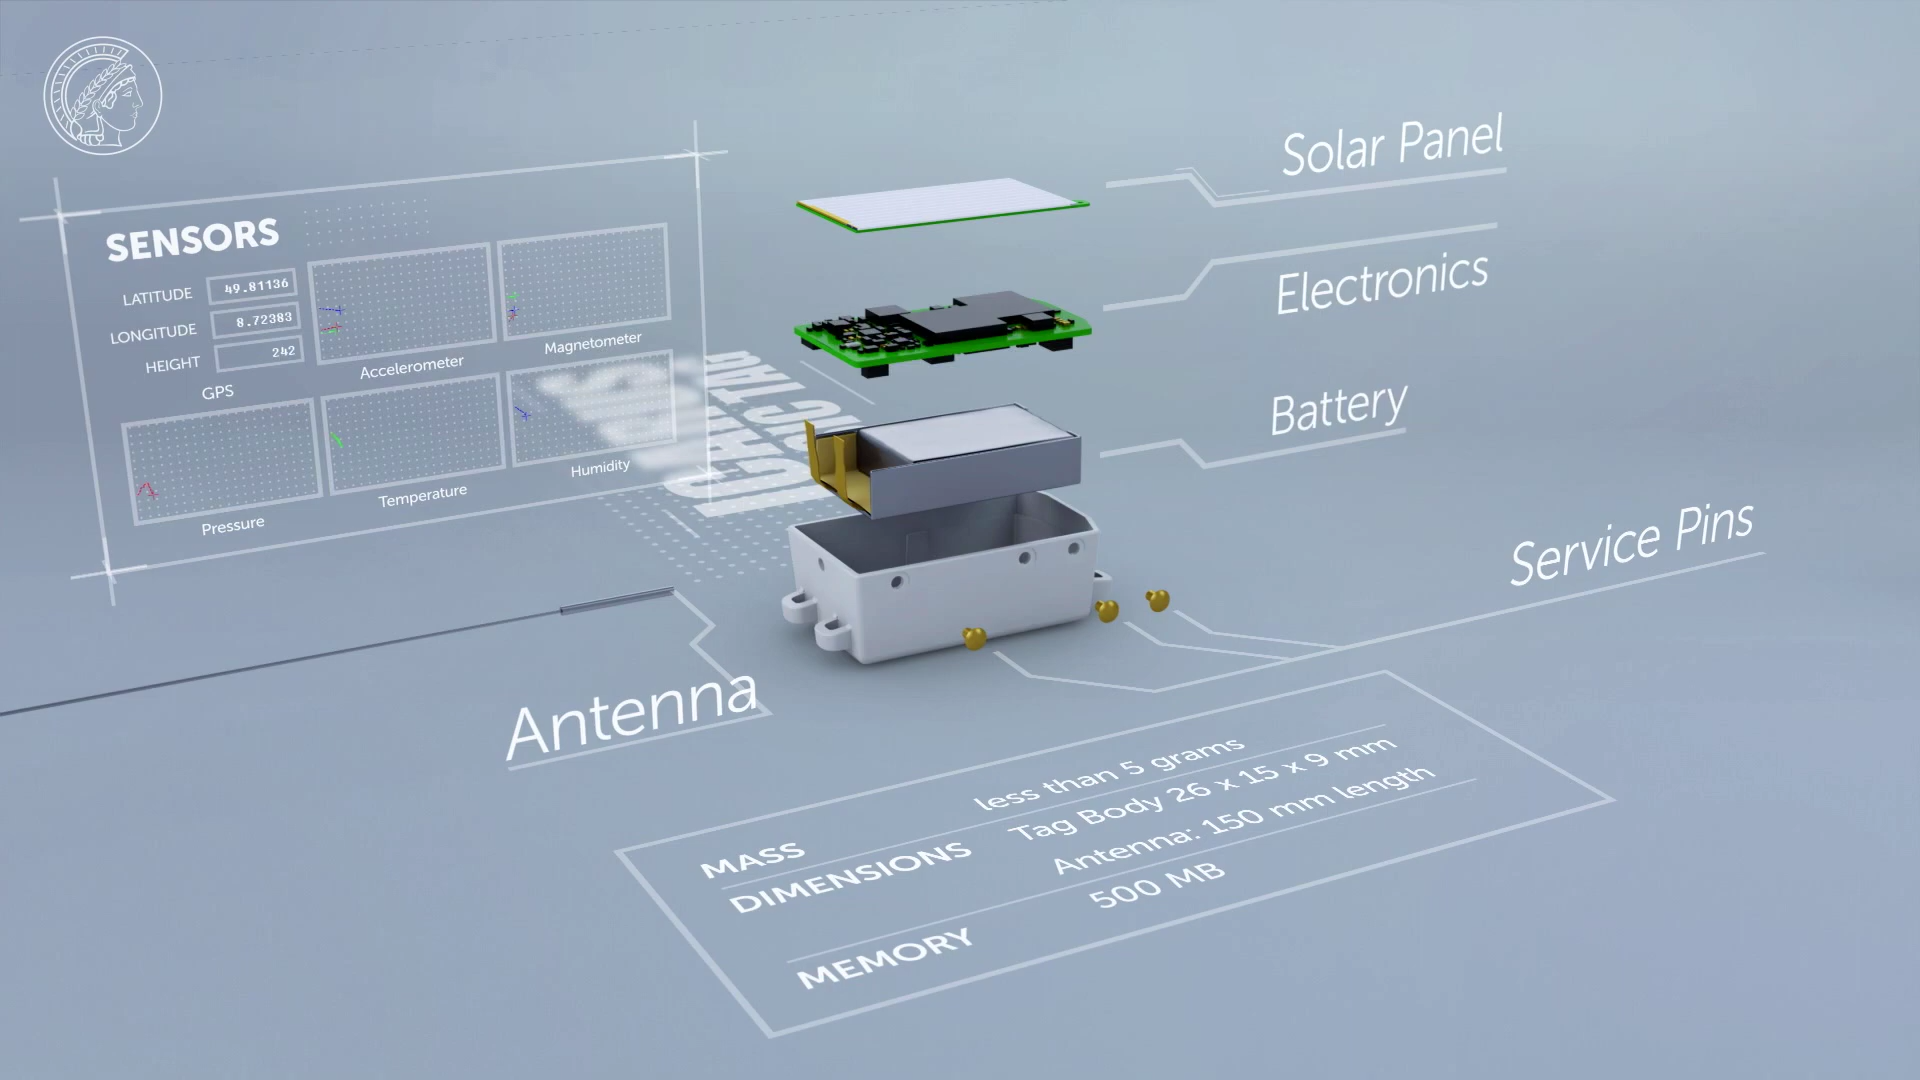 SENSORS
LATITUDE 49.81136
LONGITUDE 8.72383
HEIGHT 242
GPS
Accelerometer
Magnetometer
Pressure
Temperature
Humidity
Solar Panel
Electronics
Battery
Service Pins
Antenna
MASS less than 5 grams
DIMENSIONS Tag Body 26 x 15 x 9 mm
Antenna: 150 mm length
MEMORY 500 MB